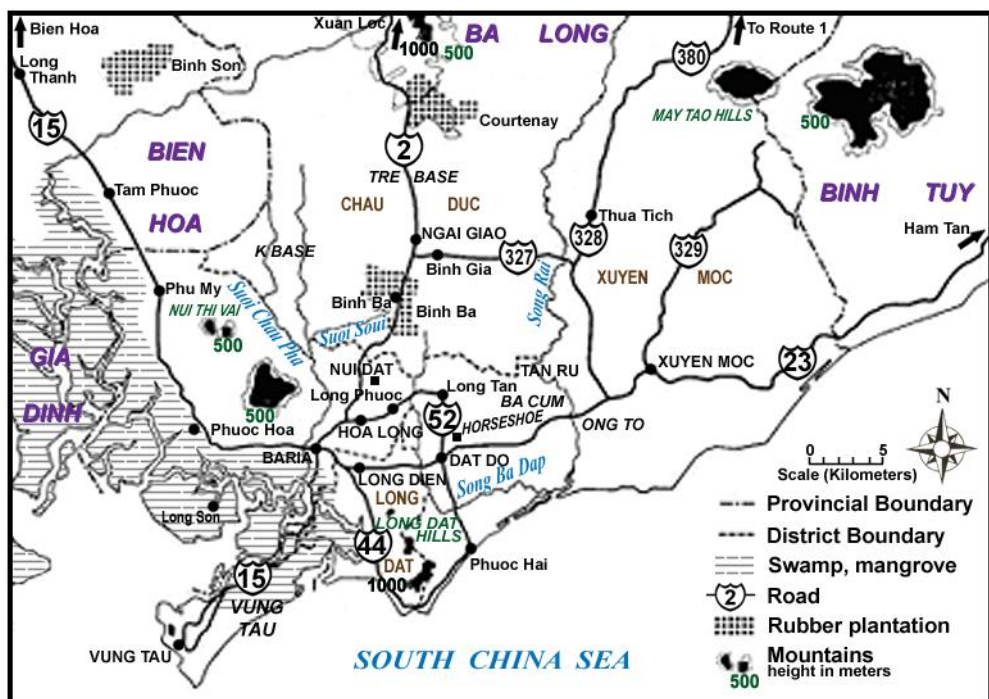 Bien Hoa
Xuan Loc
BA LONG
To Route 1
Long
Thanh
Binh Son
1000
500
380
15
Courtenay
MAY TAO HILLS
500
2
BIEN
TRE BASE
Tam Phuoc
CHAU DUC
BINH TUY
HOA
Thua Tich
Ham Tan
NGAI GIAO
328
329
K BASE
Binh Gia
327
XUYEN MOC
Phu My
Suoi Chau Pha
Binh Ba
Song Rai
NUI THI VAI
Binh Ba
500
Suoi Soui
GIA
NUI DAT
TAN RU
XUYEN MOC
23
Long Phuoc
Long Tan
BA CUM
DINH
500
52
HORSESHOE
ONG TO
N
Phuoc Hoa
HOA LONG
BARIA
DAT DO
0 5
Scale (Kilometers)
LONG DIEN
Song Ba Dap
LONG
Provincial Boundary
Long Son
LONG DAT
HILLS
District Boundary
44
DAT
Phuoc Hai
Swamp, mangrove
15
1000
2
Road
VUNG
TAU
Rubber plantation
VUNG TAU
SOUTH CHINA SEA
Mountains
height in meters
500